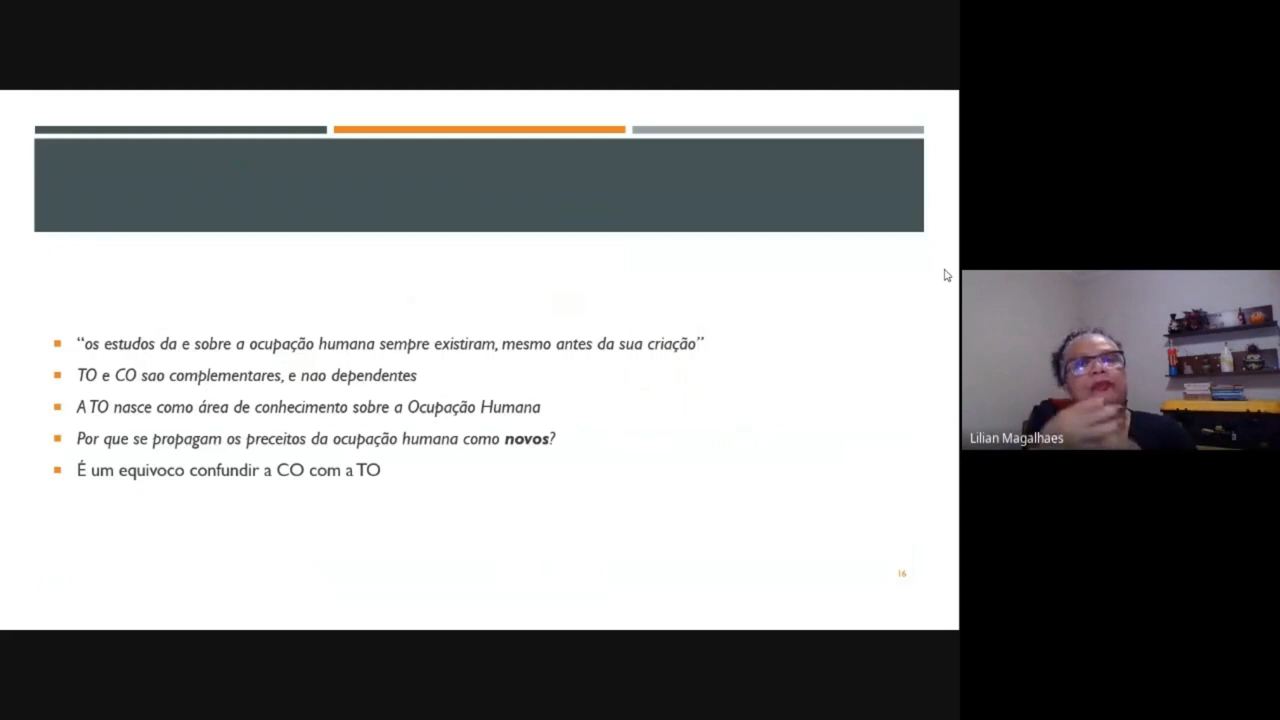 “os estudos da e sobre a ocupação humana sempre existiram, mesmo antes da sua criação”
TO e CO sao complementares, e nao dependentes
A TO nasce como área de conhecimento sobre a Ocupação Humana
Por que se propagam os preceitos da ocupação humana como novos?
É um equivoco confundir a CO com a TO
16
Lilian Magalhaes